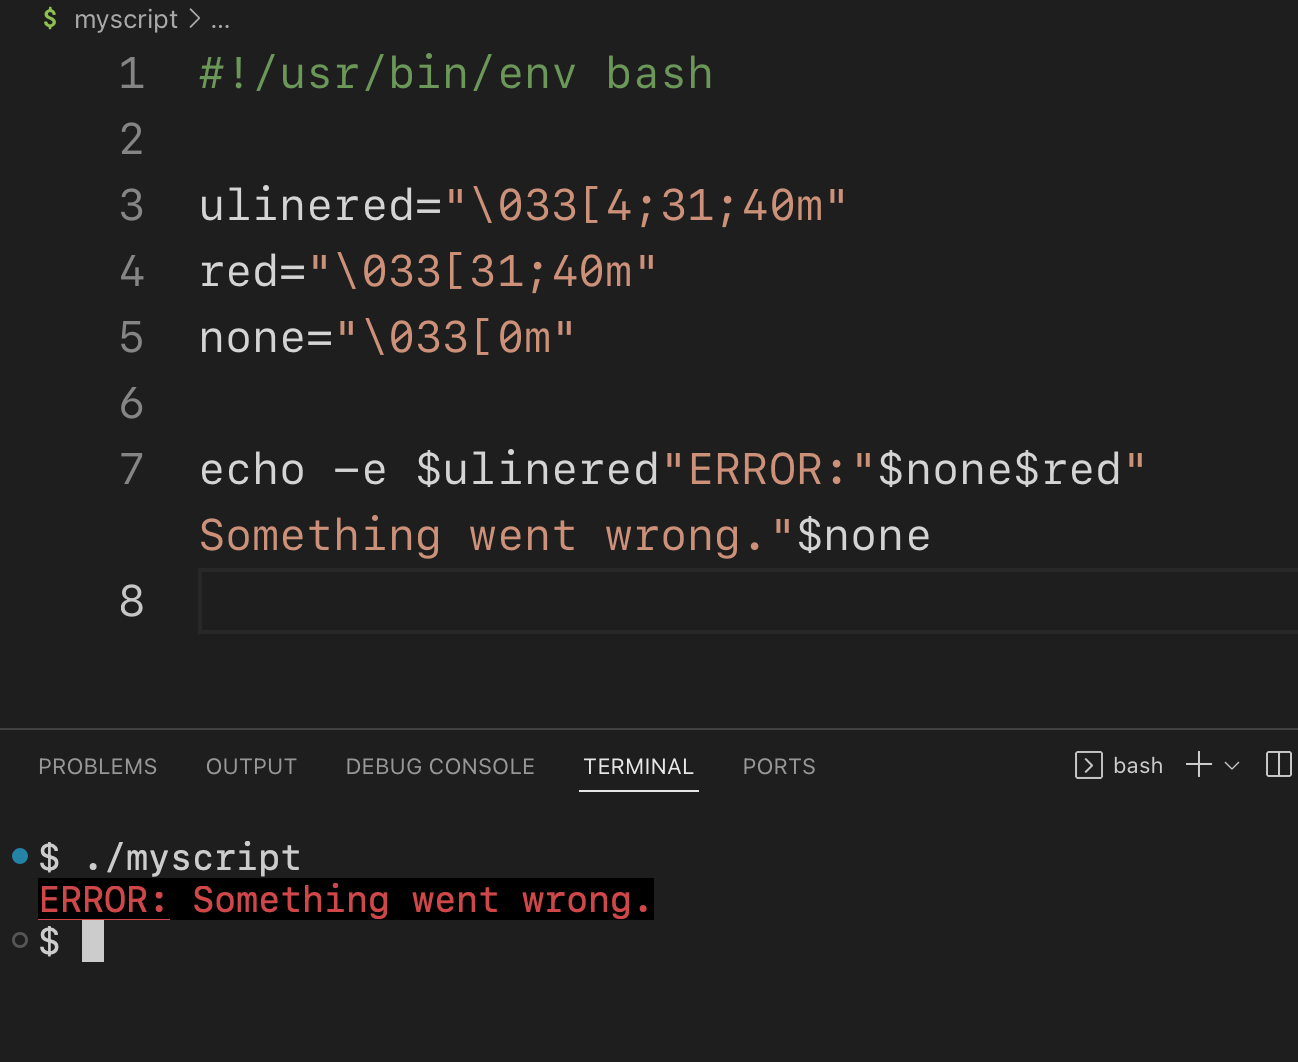 $ myscript > ...
1 #!/usr/bin/env bash
2
3 ulinered="\033[4;31;40m"
4 red="\033[31;40m"
5 none="\033[0m"
6
7 echo -e $ulinered"ERROR:"$none$red"
Something went wrong."$none
8
PROBLEMS OUTPUT DEBUG CONSOLE TERMINAL PORTS bash
$ ./myscript
ERROR: Something went wrong.
$